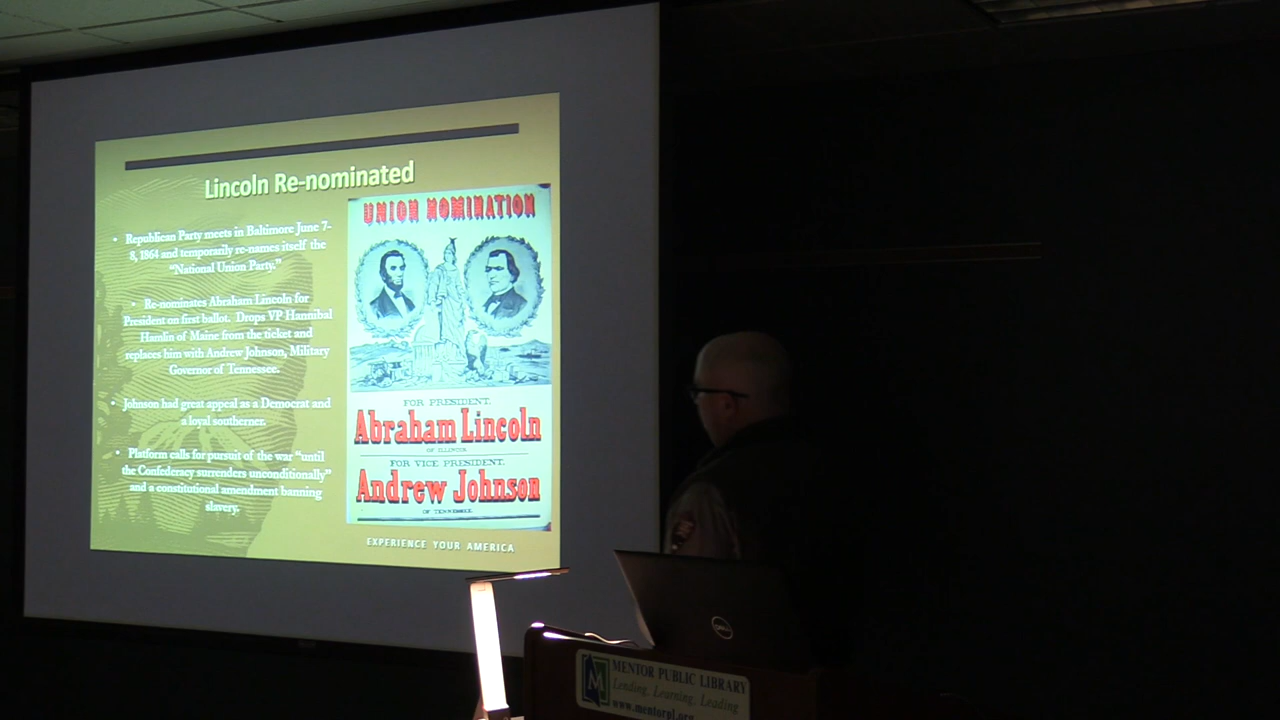 Lincoln Re-nominated
• Republican Party meets in Baltimore June 7-
8, 1864 and temporarily re-names itself the
“National Union Party.”
• Re-nominates Abraham Lincoln for
President on first ballot. Drops VP Hannibal
Hamlin of Maine from the ticket and
replaces him with Andrew Johnson, Military
Governor of Tennessee.
• Johnson had great appeal as a Democrat and
a loyal southerner.
• Platform calls for pursuit of the war “until
the Confederacy surrenders unconditionally”
and a constitutional amendment banning
slavery.
UNION NOMINATION
FOR PRESIDENT,
Abraham Lincoln
OF ILLINOIS
FOR VICE PRESIDENT,
Andrew Johnson
OF TENNESSEE.
EXPERIENCE YOUR AMERICA
DELL
M
MENTOR PUBLIC LIBRARY
Lending, Learning, Leading
www.mentorpl.org